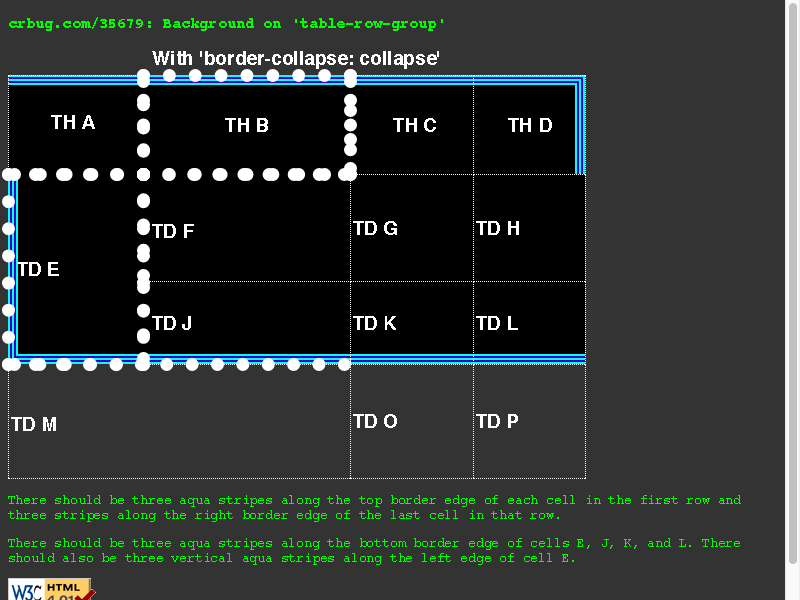 crbug.com/35679: Background on 'table-row-group'
With 'border-collapse: collapse'
TH A TH B TH C TH D
TD E TD F TD G TD H
TD J TD K TD L
TD M TD O TD P
There should be three aqua stripes along the top border edge of each cell in the first row and
three stripes along the right border edge of the last cell in that row.
There should be three aqua stripes along the bottom border edge of cells E, J, K, and L. There
should also be three vertical aqua stripes along the left edge of cell E.
W3C HTML
4.01